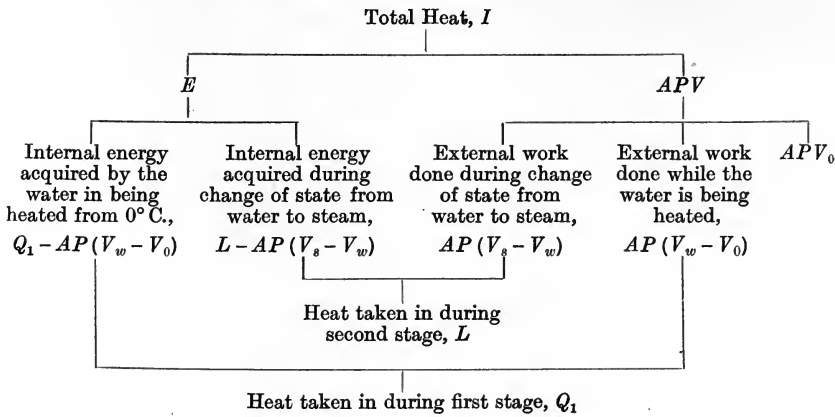 Total Heat, I
E
APV
Internal energy
acquired by the
water in being
heated from 0° C.,
Q₁ – AP (V_w – V₀)
Internal energy
acquired during
change of state from
water to steam,
L – AP (V_s – V_w)
External work
done during change
of state from
water to steam,
AP (V_s – V_w)
External work
done while the
water is being
heated,
AP (V_w – V₀)
APV₀
Heat taken in during
second stage, L
Heat taken in during first stage, Q₁